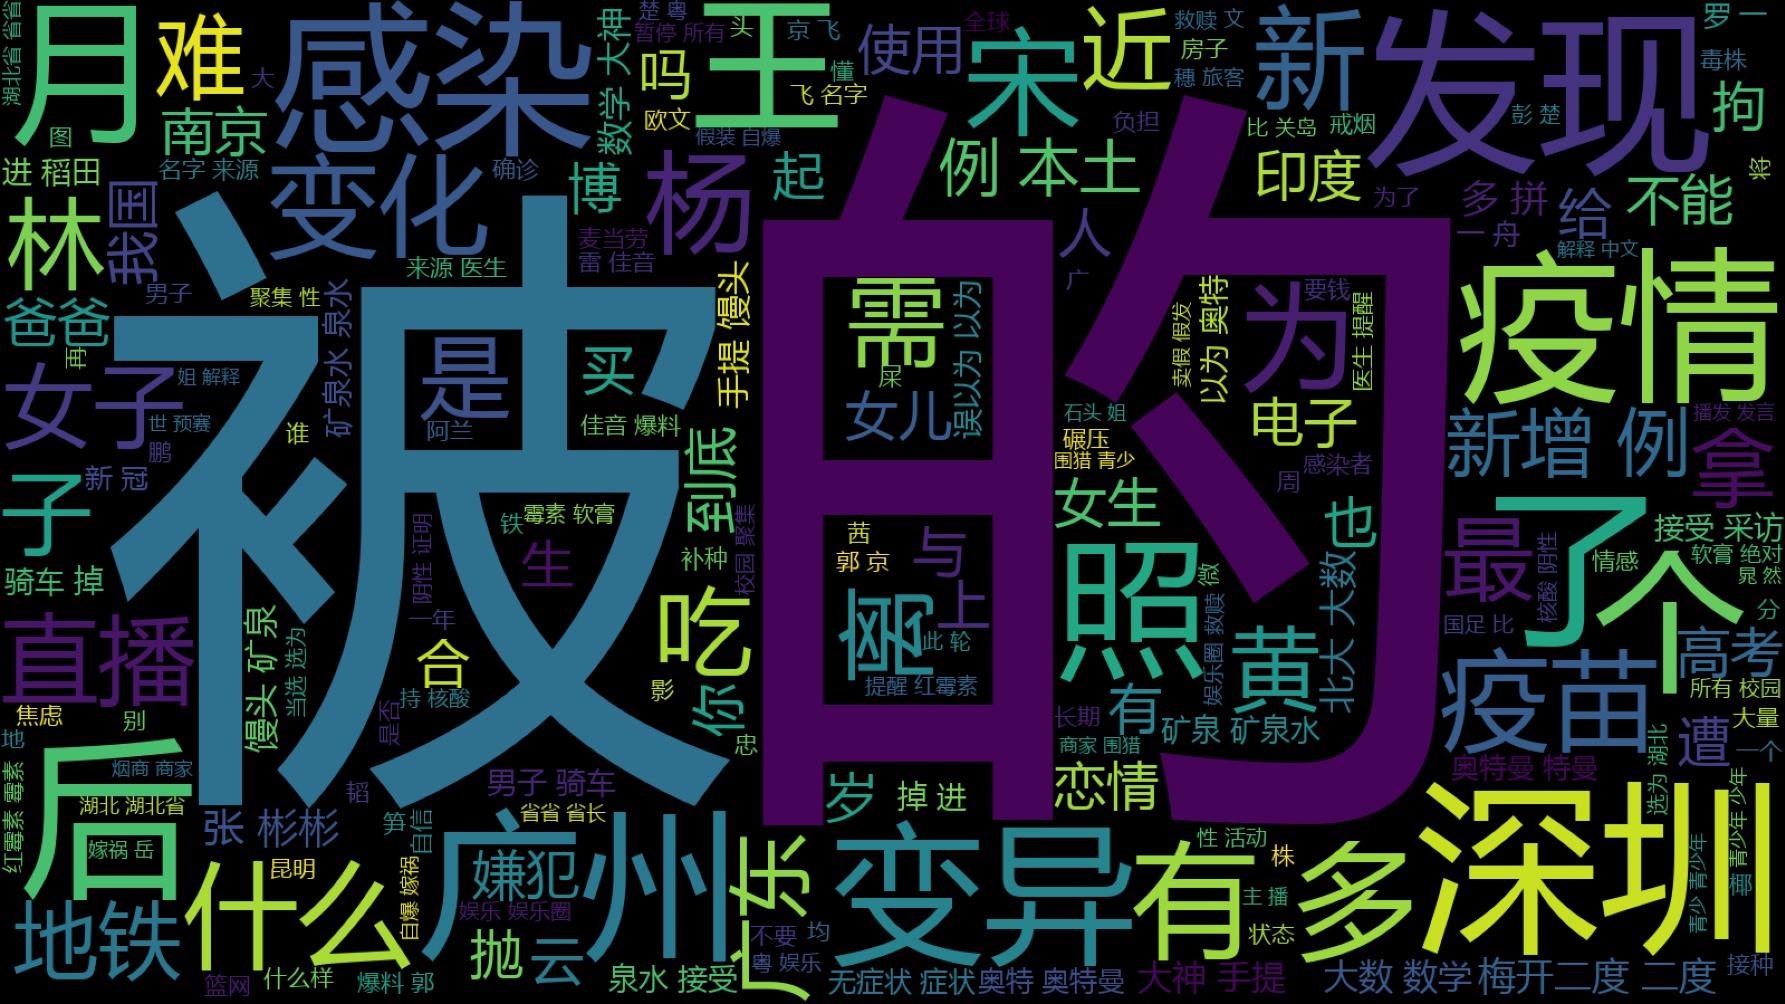 湖北省 省省
月
图
难
大
南京
名字 来源
感染
变化
确诊
数学 大神
楚 粤
暂停 所有
头
吗
欧文
假装 自爆
王
京 飞
懂
飞 名字
使用
全球
宋
负担
近
救赎 文
房子
穗 旅客
新
比 关岛
戒烟
发现
罗 一
毒株
彭 楚
拘
将
进 稻田
林
我国
男子
聚集 性
来源 医生
博
麦当劳
雷 佳音
杨
起
例 本土
人
广
印度
为了
多 拼
一 舟
给
解释 中文
不能
爸爸
再
女子
姐 解释
世 预赛
鹏
谁
矿泉水 泉水
被
是
阿兰
买
佳音 爆料
手提 馒头
的
需
屎
女儿
误以为 以为
石头 姐
碾压
围猎 青少
卖假 假发
以为 奥特
为
要钱
医生 提醒
电子
感染者
周
疫情
播发 发言
新增 例
拿
子
新 冠
骑车 掉
铁
霉素 软膏
阴性 证明
生
一年
到底
补种
校园 聚集
茜
郭 京
与
上
离
此 轮
提醒 红霉素
女生
照
微
娱乐圈 救赎
也
北大 大数
黄
最
核酸 阴性
国足 比
了
个
接受 采访
软膏 绝对
情感
晃 然
分
直播
馒头 矿泉
当选 选为
合
持 核酸
是否
吃
影
你
忠
长期
有
矿泉 矿泉水
商家 围猎
疫苗
高考
所有 校园
焦虑
别
地
烟商 商家
湖北 湖北省
红霉素 霉素
后
嫁祸 岳
韬
男子 骑车
省省 省长
岁
掉 进
恋情
奥特曼 特曼
遭
大量
一个
湖北
选为
张 彬彬
笋
自信
昆明
自爆 嫁祸
广州
嫌犯
娱乐 娱乐圈
广东
变异
性 活动
株
主 播
状态
有
多
深圳
青少 青少年
青少年 少年
椰
地铁
什么
篮网
什么样
爆料 郭
抛
云
泉水 接受
不要
均
粤 娱乐
无症状 症状
奥特 奥特曼
大神 手提
大数 数学
梅开二度 二度
接种